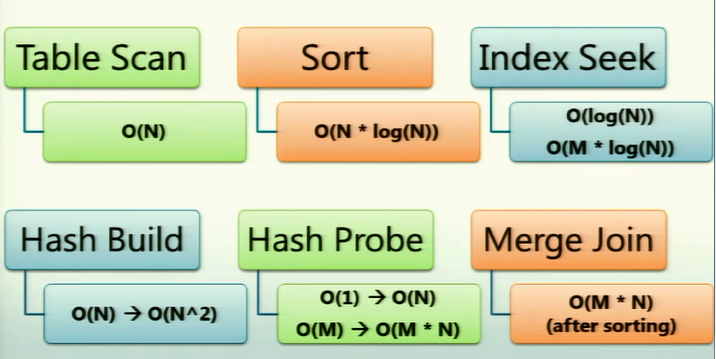 Table Scan
O(N)
Sort
O(N * log(N))
Index Seek
O(log(N))
O(M * log(N))
Hash Build
O(N) → O(N^2)
Hash Probe
O(1) → O(N)
O(M) → O(M * N)
Merge Join
O(M * N)
(after sorting)